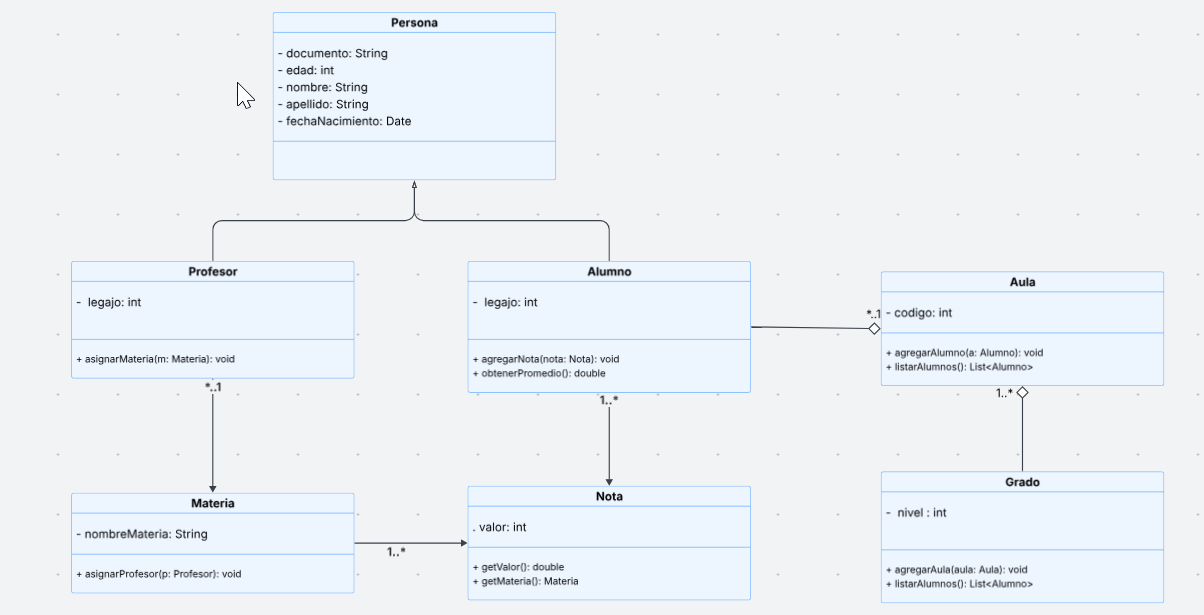 Persona
- documento: String
- edad: int
- nombre: String
- apellido: String
- fechaNacimiento: Date
Profesor
- legajo: int
+ asignarMateria(m: Materia): void
*..1
Alumno
- legajo: int
+ agregarNota(nota: Nota): void
+ obtenerPromedio(): double
1..*
*..1
Aula
- codigo: int
+ agregarAlumno(a: Alumno): void
+ listarAlumnos(): List<Alumno>
1..*
Materia
- nombreMateria: String
+ asignarProfesor(p: Profesor): void
1..*
Nota
. valor: int
+ getValor(): double
+ getMateria(): Materia
Grado
- nivel : int
+ agregarAula(aula: Aula): void
+ listarAlumnos(): List<Alumno>